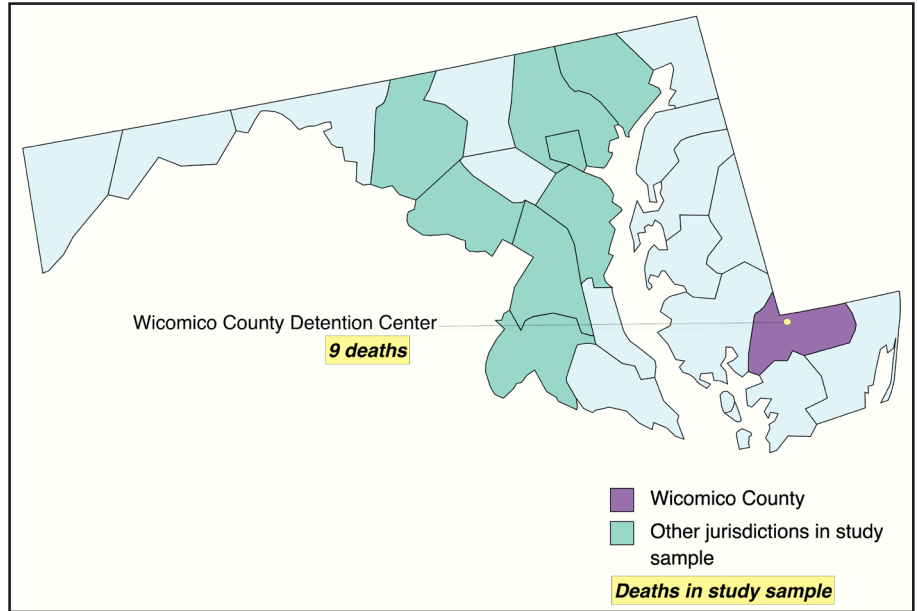 Wicomico County Detention Center
9 deaths
Wicomico County
Other jurisdictions in study
sample
Deaths in study sample